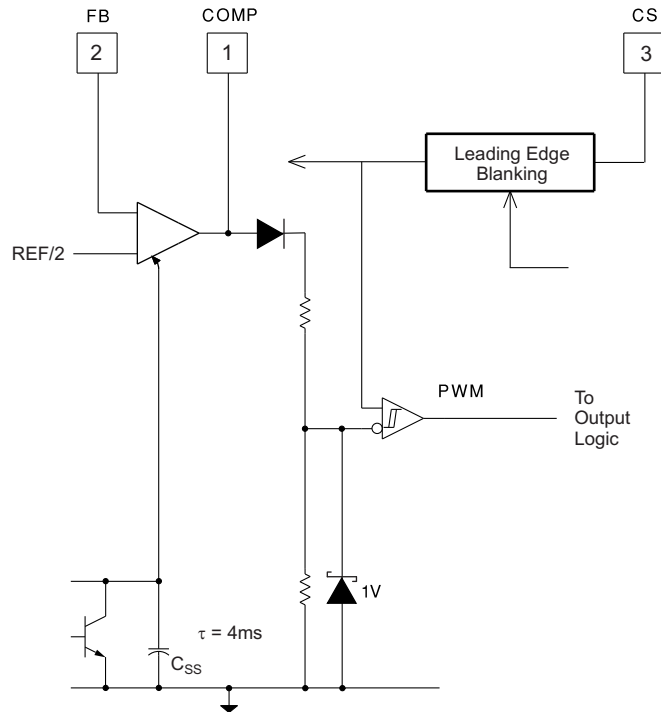 FB
COMP
CS
2
1
3
Leading Edge
Blanking
REF/2
PWM
To
Output
Logic
1V
τ = 4ms
CSS